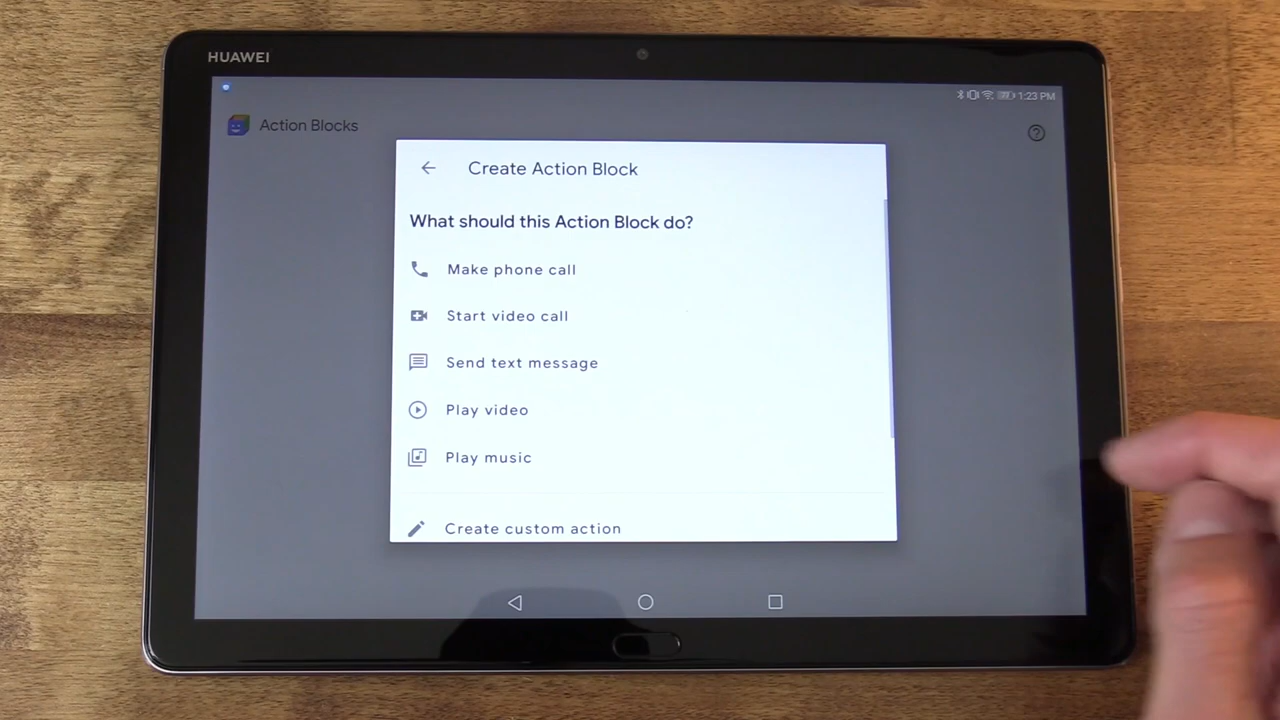 HUAWEI
1:23 PM
Action Blocks
Create Action Block
What should this Action Block do?
Make phone call
Start video call
Send text message
Play video
Play music
Create custom action